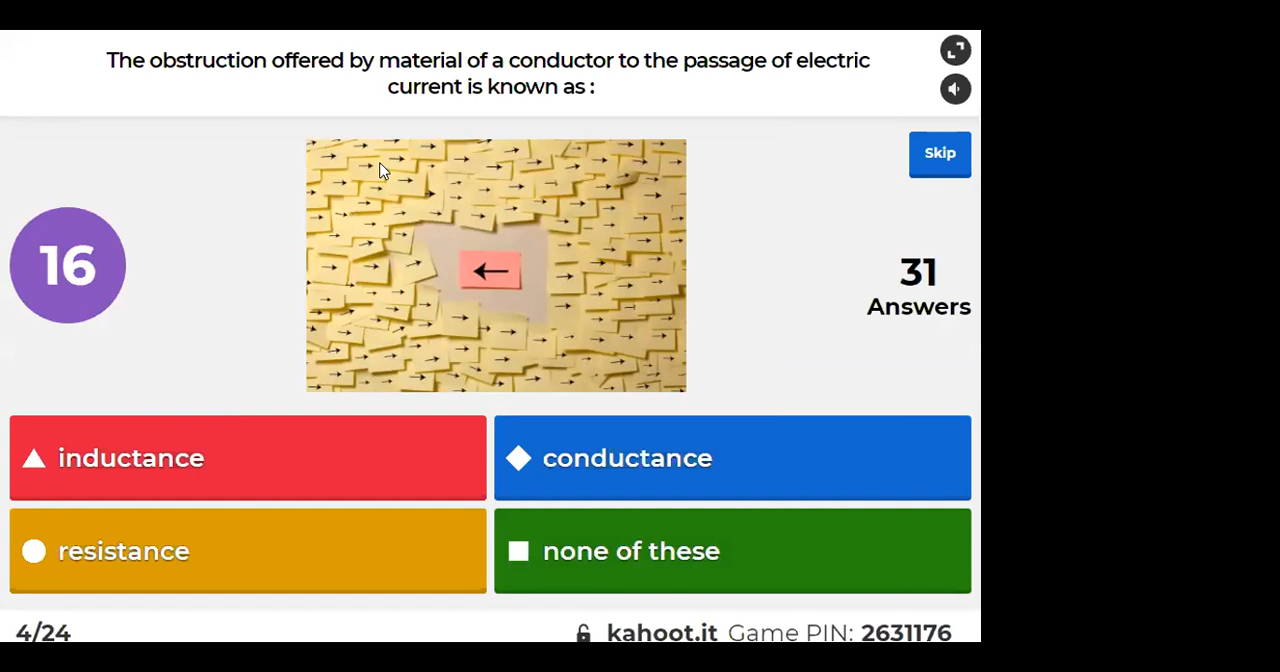 The obstruction offered by material of a conductor to the passage of electric
current is known as :
Skip
16
31
Answers
inductance
conductance
resistance
none of these
4/24
kahoot.it Game PIN: 2631176